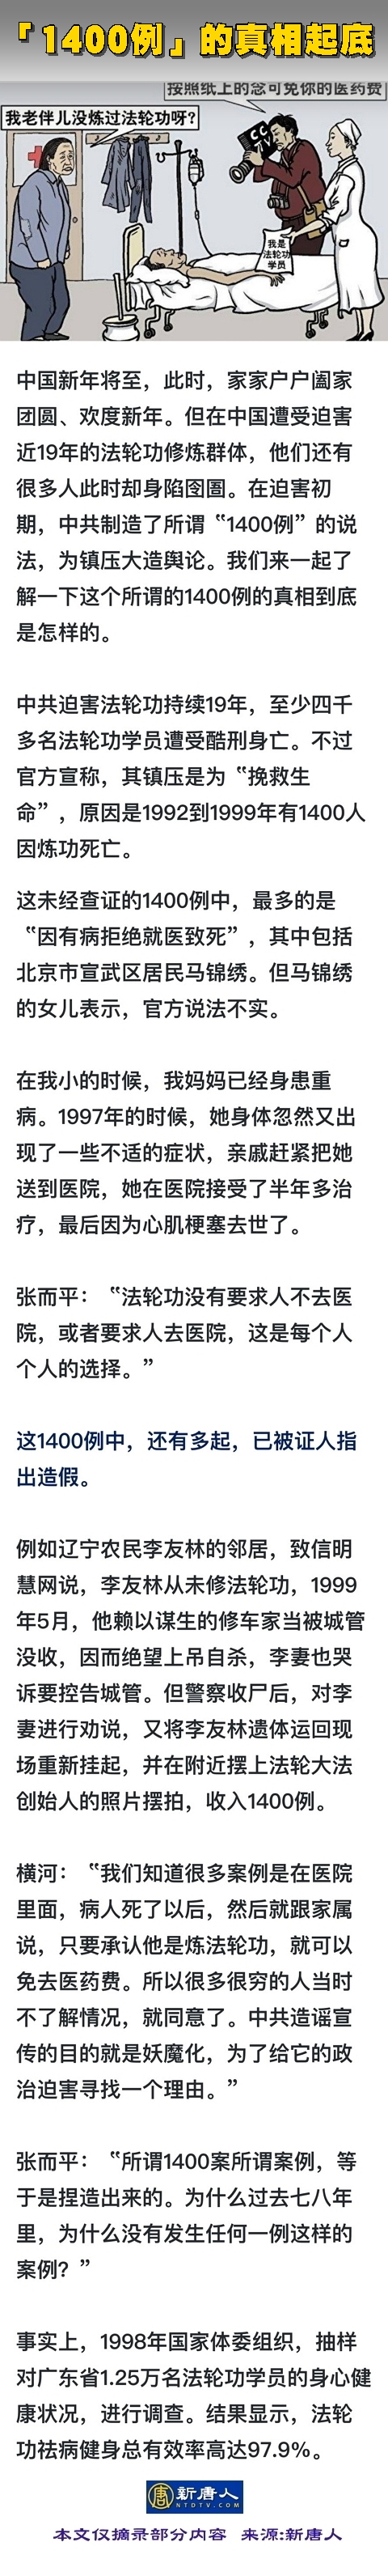 「1400例」的真相起底
按照纸上的念可免你的医药费
我老伴儿没炼过法轮功呀?
CC
TV
我是
法轮功
学员
中国新年将至，此时，家家户户阖家
团圆、欢度新年。但在中国遭受迫害
近19年的法轮功修炼群体，他们还有
很多人此时却身陷囹圄。在迫害初
期，中共制造了所谓“1400例”的说
法，为镇压大造舆论。我们来一起了
解一下这个所谓的1400例的真相到底
是怎样的。
中共迫害法轮功持续19年，至少四千
多名法轮功学员遭受酷刑身亡。不过
官方宣称，其镇压是为“挽救生
命”，原因是1992到1999年有1400人
因炼功死亡。
这未经查证的1400例中，最多的是
“因有病拒绝就医致死”，其中包括
北京市宣武区居民马锦绣。但马锦绣
的女儿表示，官方说法不实。
在我小的时候，我妈妈已经身患重
病。1997年的时候，她身体忽然又出
现了一些不适的症状，亲戚赶紧把她
送到医院，她在医院接受了半年多治
疗，最后因为心肌梗塞去世了。
张而平：“法轮功没有要求人不去医
院，或者要求人去医院，这是每个人
个人的选择。”
这1400例中，还有多起，已被证人指
出造假。
例如辽宁农民李友林的邻居，致信明
慧网说，李友林从未修法轮功，1999
年5月，他赖以谋生的修车家当被城管
没收，因而绝望上吊自杀，李妻也哭
诉要控告城管。但警察收尸后，对李
妻进行劝说，又将李友林遗体运回现
场重新挂起，并在附近摆上法轮大法
创始人的照片摆拍，收入1400例。
横河：“我们知道很多案例是在医院
里面，病人死了以后，然后就跟家属
说，只要承认他是炼法轮功，就可以
免去医药费。所以很多很穷的人当时
不了解情况，就同意了。中共造谣宣
传的目的就是妖魔化，为了给它的政
治迫害寻找一个理由。”
张而平：“所谓1400案所谓案例，等
于是捏造出来的。为什么过去七八年
里，为什么没有发生任何一例这样的
案例？”
事实上，1998年国家体委组织，抽样
对广东省1.25万名法轮功学员的身心健
康状况，进行调查。结果显示，法轮
功祛病健身总有效率高达97.9%。
唐 新唐人
NTDTV.COM
本文仅摘录部分内容 来源:新唐人